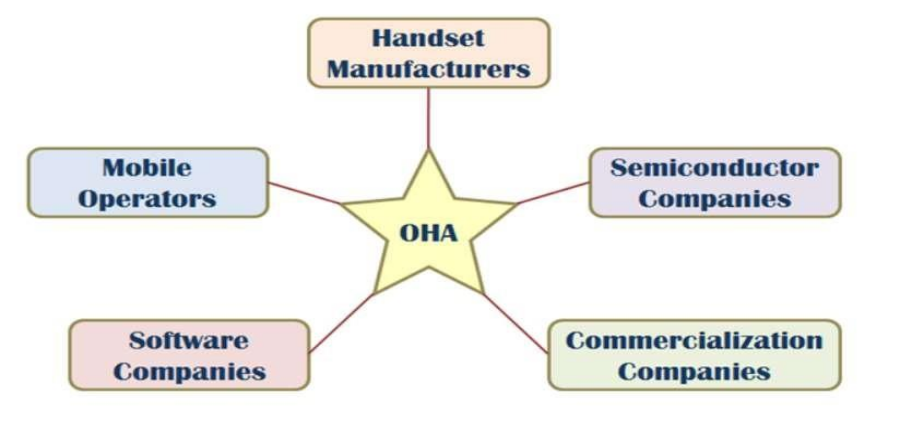 Handset
Manufacturers
Mobile
Operators
Semiconductor
Companies
OHA
Software
Companies
Commercialization
Companies